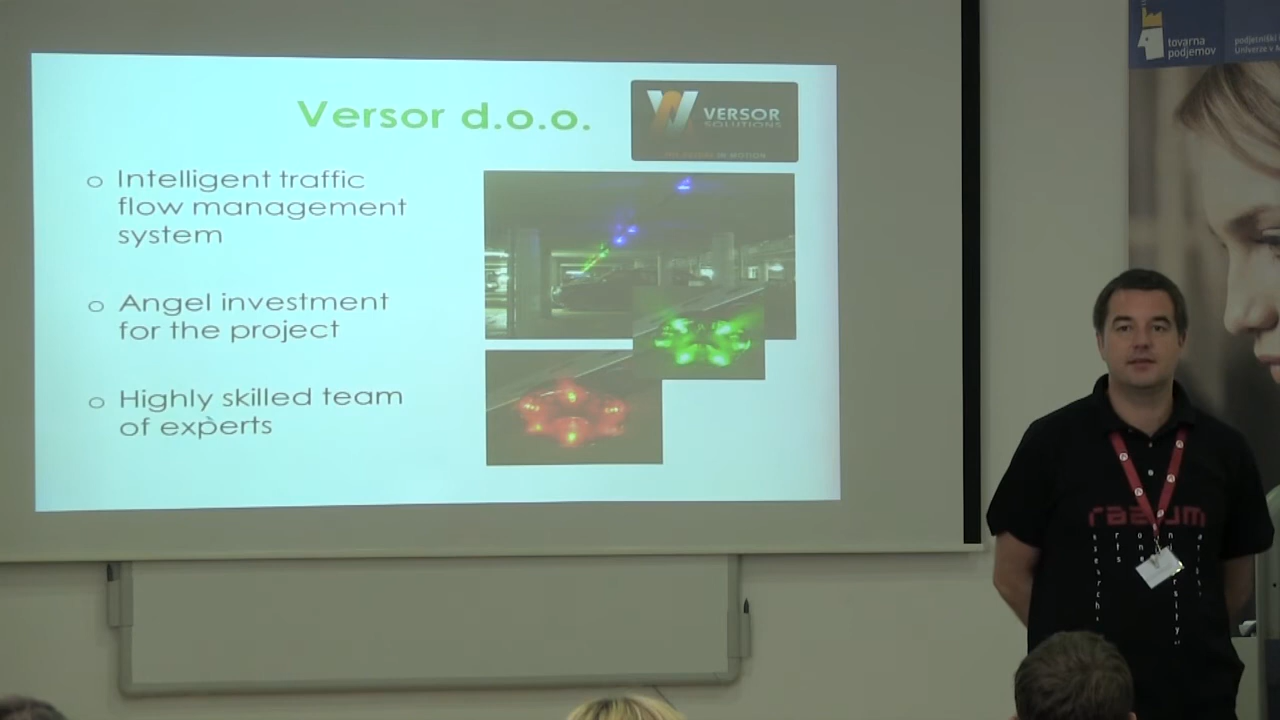 Versor d.o.o.
VERSOR
SOLUTIONS
Intelligent traffic
flow management
system
Angel investment
for the project
Highly skilled team
of experts
tovarna
podjemov
podjetniški